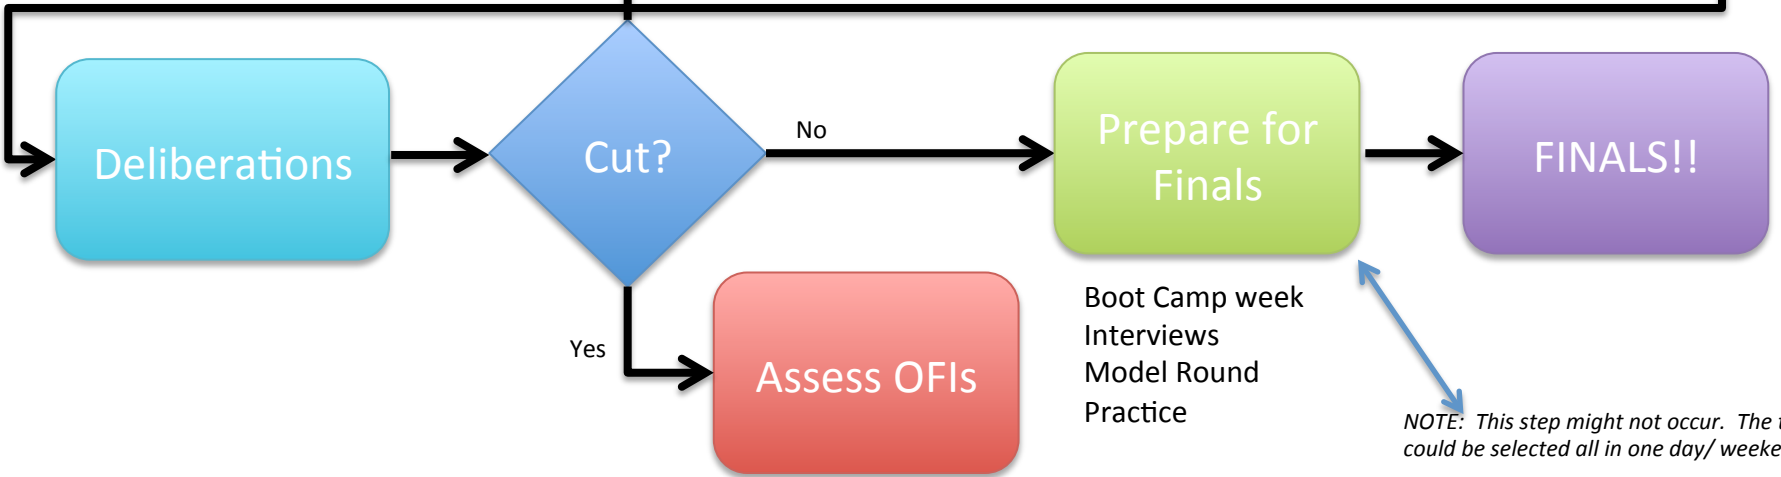 Deliberations
Cut?
No
Prepare for
Finals
FINALS!!
Yes
Assess OFIs
Boot Camp week
Interviews
Model Round
Practice
NOTE: This step might not occur. The
could be selected all in one day/